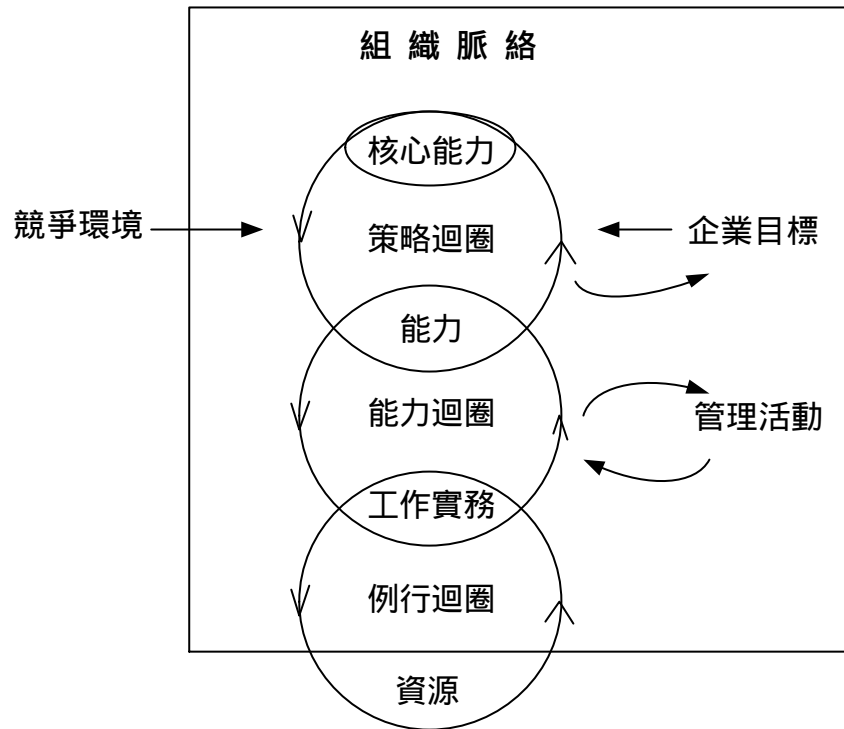 組織脈絡
核心能力
競爭環境
策略迴圈
企業目標
能力
能力迴圈
管理活動
工作實務
例行迴圈
資源